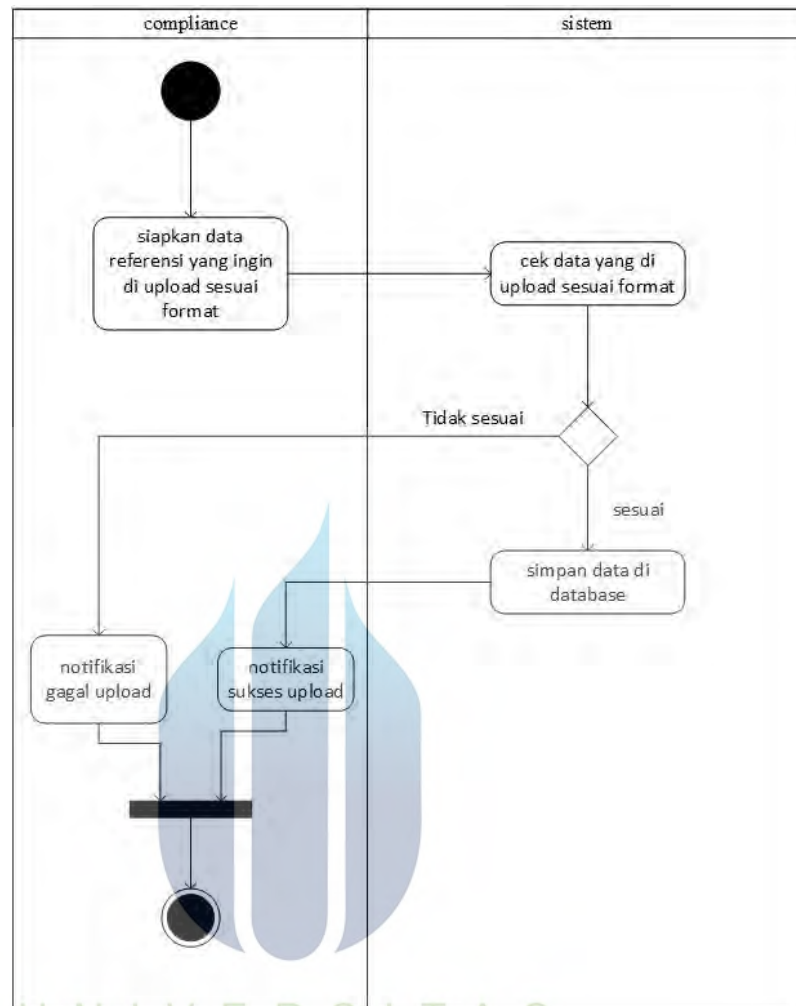 compliance
sistem
siapkan data
referensi yang ingin
di upload sesuai
format
cek data yang di
upload sesuai format
Tidak sesuai
sesuai
simpan data di
database
notifikasi
gagal upload
notifikasi
sukses upload